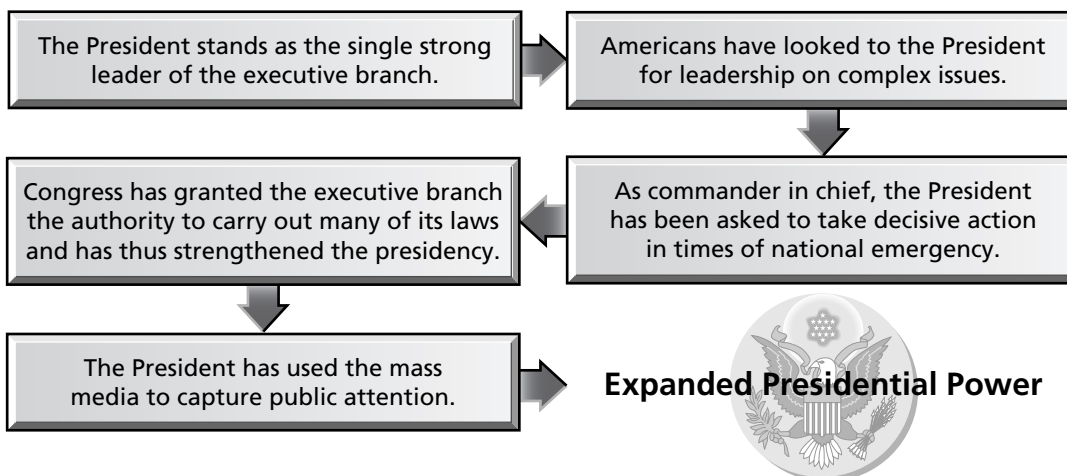 The President stands as the single strong
leader of the executive branch.
Americans have looked to the President
for leadership on complex issues.
As commander in chief, the President
has been asked to take decisive action
in times of national emergency.
Congress has granted the executive branch
the authority to carry out many of its laws
and has thus strengthened the presidency.
The President has used the mass
media to capture public attention.
Expanded Presidential Power